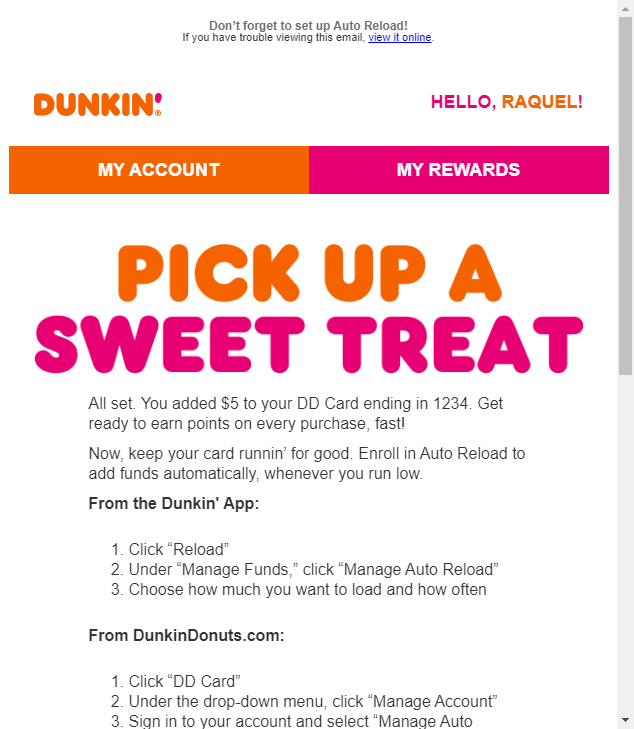 Don’t forget to set up Auto Reload!
If you have trouble viewing this email, view it online.
DUNKIN'®
HELLO, RAQUEL!
MY ACCOUNT
MY REWARDS
PICK UP A
SWEET TREAT
All set. You added $5 to your DD Card ending in 1234. Get
ready to earn points on every purchase, fast!
Now, keep your card runnin’ for good. Enroll in Auto Reload to
add funds automatically, whenever you run low.
From the Dunkin' App:
1. Click “Reload”
2. Under “Manage Funds,” click “Manage Auto Reload”
3. Choose how much you want to load and how often
From DunkinDonuts.com:
1. Click “DD Card”
2. Under the drop-down menu, click “Manage Account”
3. Sign in to your account and select “Manage Auto